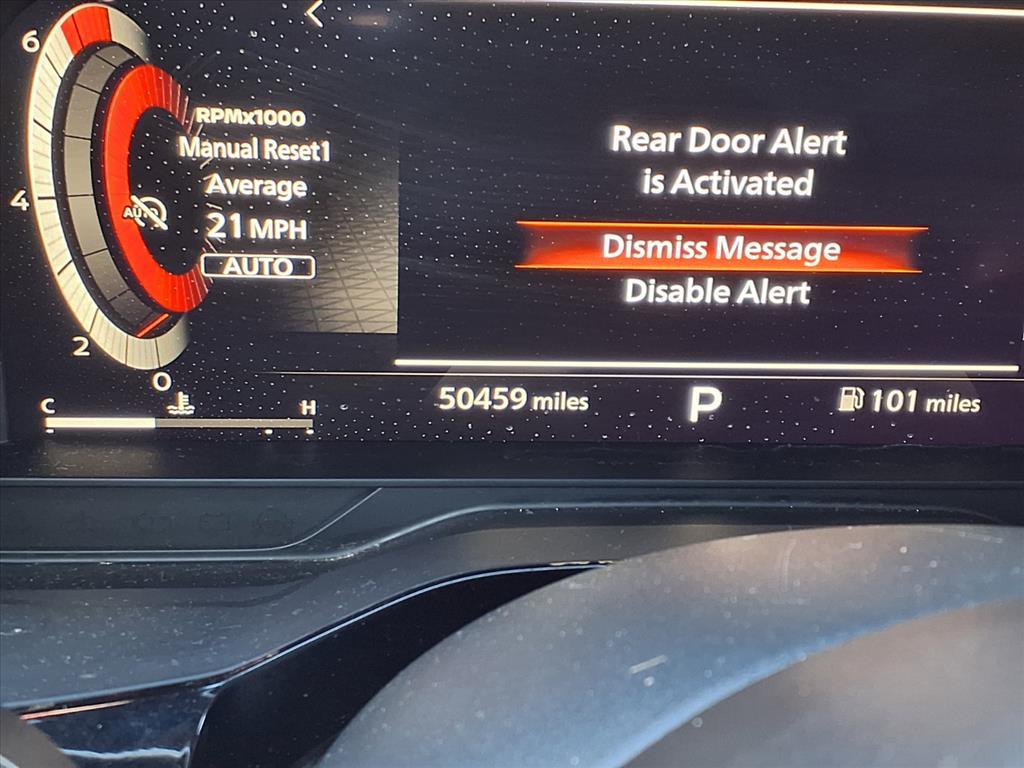 6
RPMx1000
Manual Reset1
Average
4
AUTO
21 MPH
AUTO
2
0
C
H
Rear Door Alert
is Activated
Dismiss Message
Disable Alert
50459 miles
P
101 miles